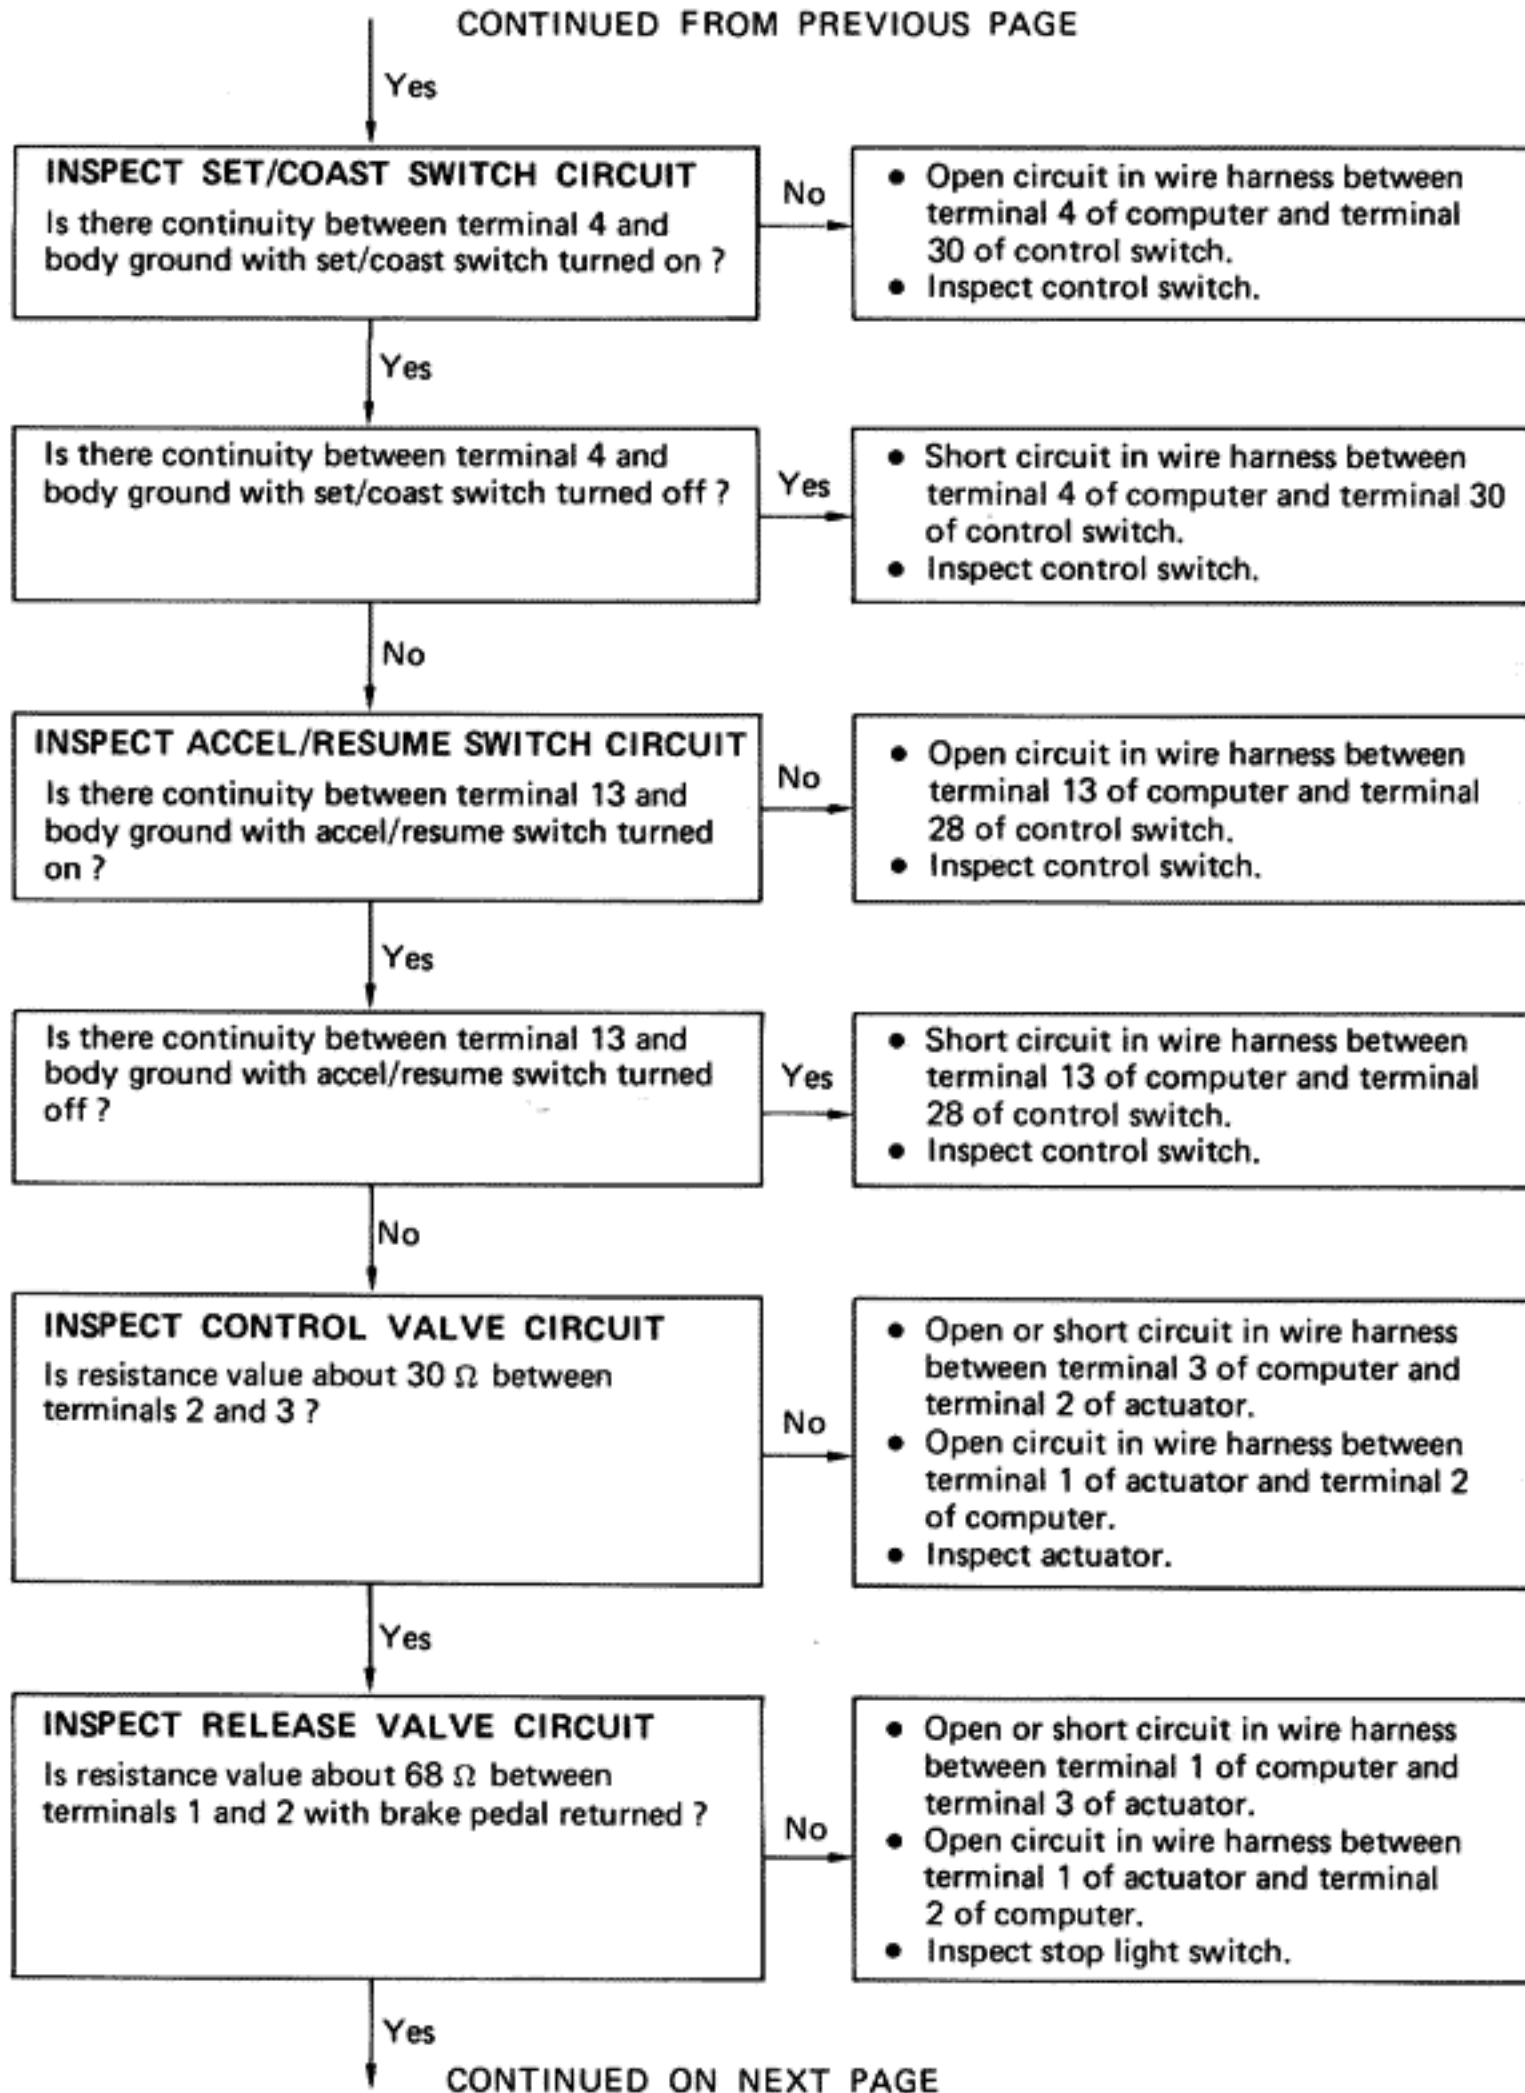 CONTINUED FROM PREVIOUS PAGE
Yes
INSPECT SET/COAST SWITCH CIRCUIT
Is there continuity between terminal 4 and
body ground with set/coast switch turned on ?
No
● Open circuit in wire harness between
terminal 4 of computer and terminal
30 of control switch.
● Inspect control switch.
Yes
Is there continuity between terminal 4 and
body ground with set/coast switch turned off ?
Yes
● Short circuit in wire harness between
terminal 4 of computer and terminal 30
of control switch.
● Inspect control switch.
No
INSPECT ACCEL/RESUME SWITCH CIRCUIT
Is there continuity between terminal 13 and
body ground with accel/resume switch turned
on ?
No
● Open circuit in wire harness between
terminal 13 of computer and terminal
28 of control switch.
● Inspect control switch.
Yes
Is there continuity between terminal 13 and
body ground with accel/resume switch turned
off ?
Yes
● Short circuit in wire harness between
terminal 13 of computer and terminal
28 of control switch.
● Inspect control switch.
No
INSPECT CONTROL VALVE CIRCUIT
Is resistance value about 30 Ω between
terminals 2 and 3 ?
No
● Open or short circuit in wire harness
between terminal 3 of computer and
terminal 2 of actuator.
● Open circuit in wire harness between
terminal 1 of actuator and terminal 2
of computer.
● Inspect actuator.
Yes
INSPECT RELEASE VALVE CIRCUIT
Is resistance value about 68 Ω between
terminals 1 and 2 with brake pedal returned ?
No
● Open or short circuit in wire harness
between terminal 1 of computer and
terminal 3 of actuator.
● Open circuit in wire harness between
terminal 1 of actuator and terminal
2 of computer.
● Inspect stop light switch.
Yes
CONTINUED ON NEXT PAGE